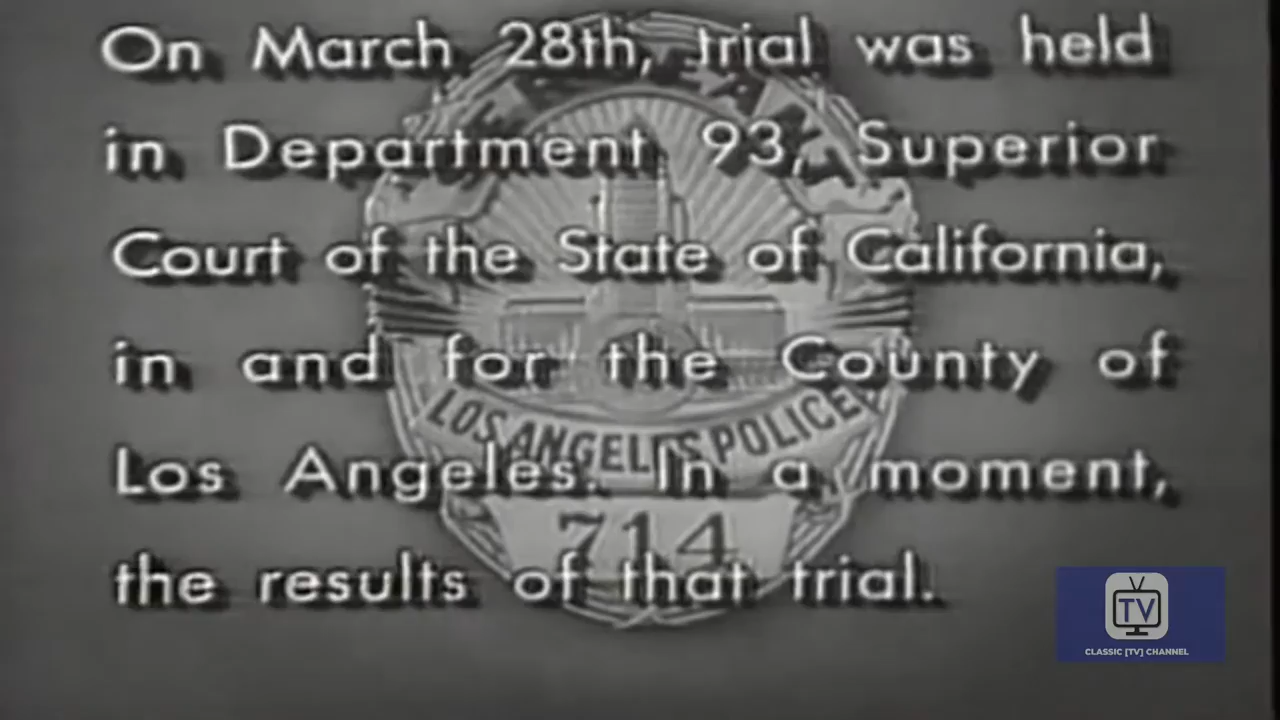 On March 28th, trial was held
in Department 93, Superior
Court of the State of California,
in and for the County of
Los Angeles. In a moment,
the results of that trial.
LOS ANGELES POLICE
714
TV
CLASSIC [TV] CHANNEL